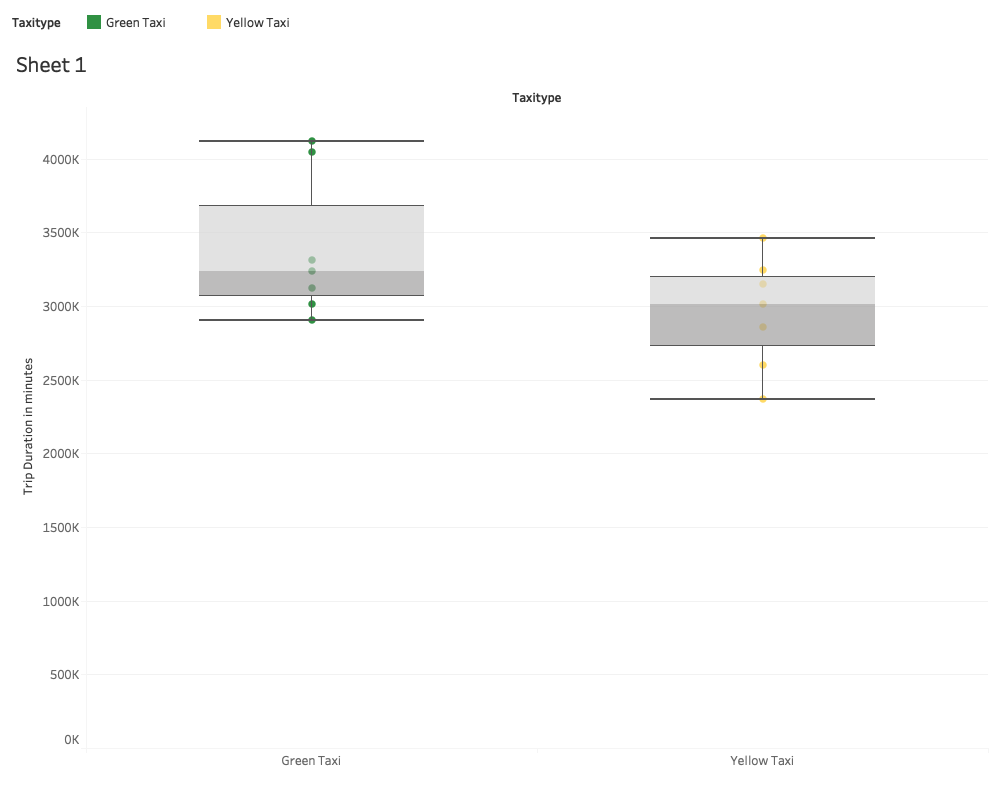 Taxitype Green Taxi Yellow Taxi
Sheet 1
Taxitype
4000K
3500K
3000K
2500K
2000K
1500K
1000K
500K
0K
Trip Duration in minutes
Green Taxi Yellow Taxi